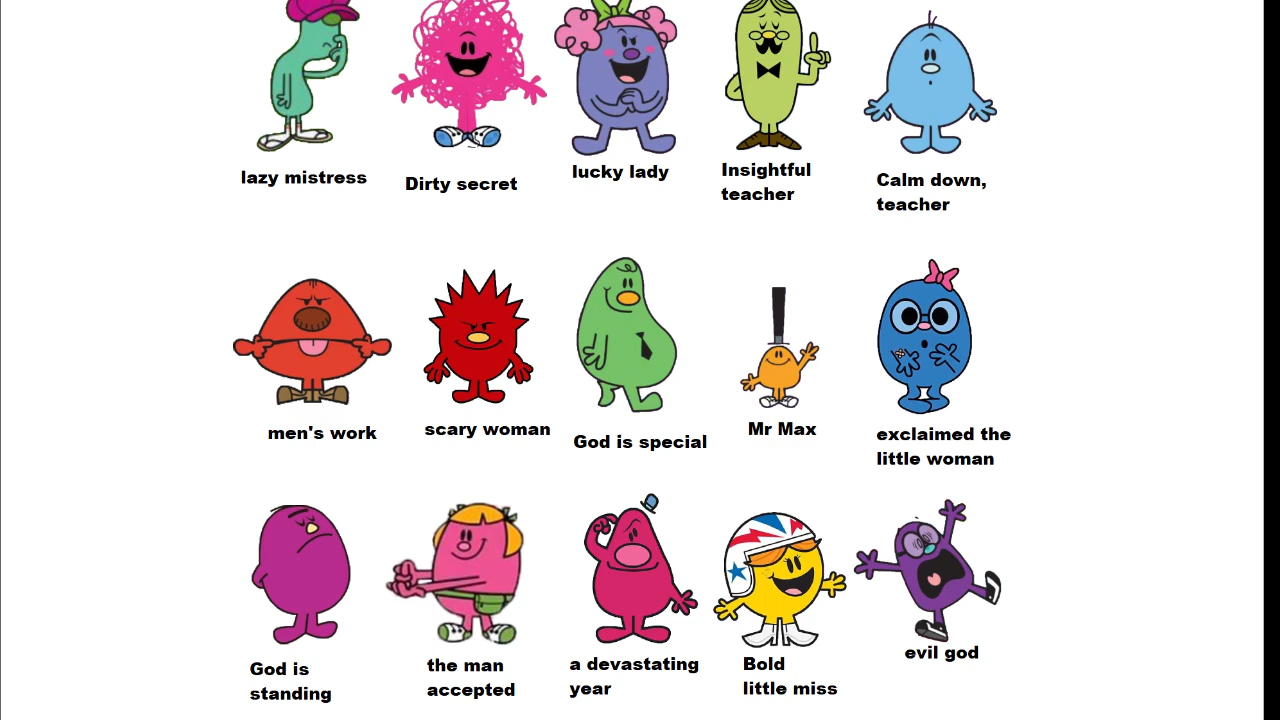 lazy mistress
Dirty secret
lucky lady
Insightful
teacher
Calm down,
teacher
men's work
scary woman
God is special
Mr Max
exclaimed the
little woman
God is
standing
the man
accepted
a devastating
year
Bold
little miss
evil god